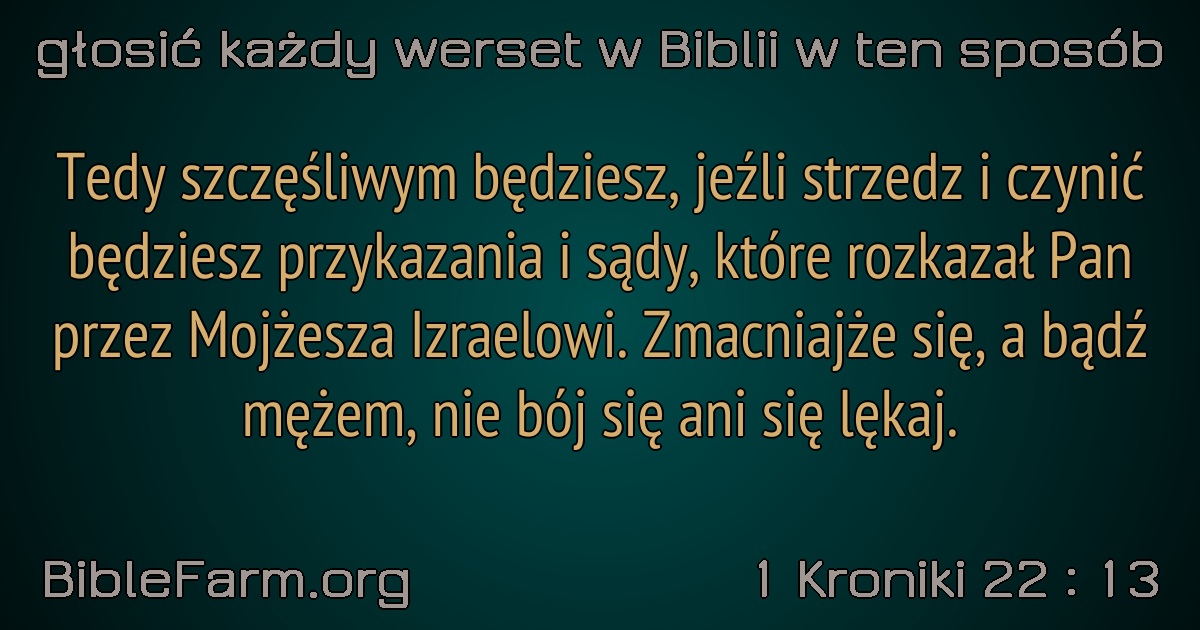 głosić każdy werset w Biblii w ten sposób
Tedy szczęśliwym będziesz, jeźli strzedz i czynić
będziesz przykazania i sądy, które rozkazał Pan
przez Mojżesza Izraelowi. Zmacniajże się, a bądź
mężem, nie bój się ani się lękaj.
BibleFarm.org
1 Kroniki 22 : 13